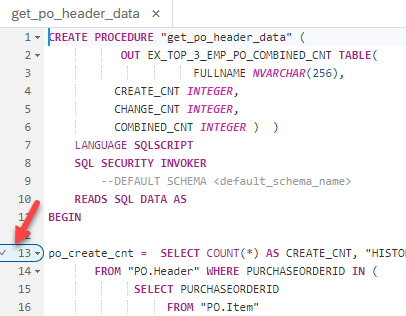 get_po_header_data ×
1 CREATE PROCEDURE "get_po_header_data" (
2 OUT EX_TOP_3_EMP_PO_COMBINED_CNT TABLE(
3 FULLNAME NVARCHAR(256),
4 CREATE_CNT INTEGER,
5 CHANGE_CNT INTEGER,
6 COMBINED_CNT INTEGER ) )
7 LANGUAGE SQLSCRIPT
8 SQL SECURITY INVOKER
9 --DEFAULT SCHEMA <default_schema_name>
10 READS SQL DATA AS
BEGIN
13 po_create_cnt = SELECT COUNT(*) AS CREATE_CNT, "HISTO
14 FROM "PO.Header" WHERE PURCHASEORDERID IN (
15 SELECT PURCHASEORDERID
16 FROM "PO.Item"